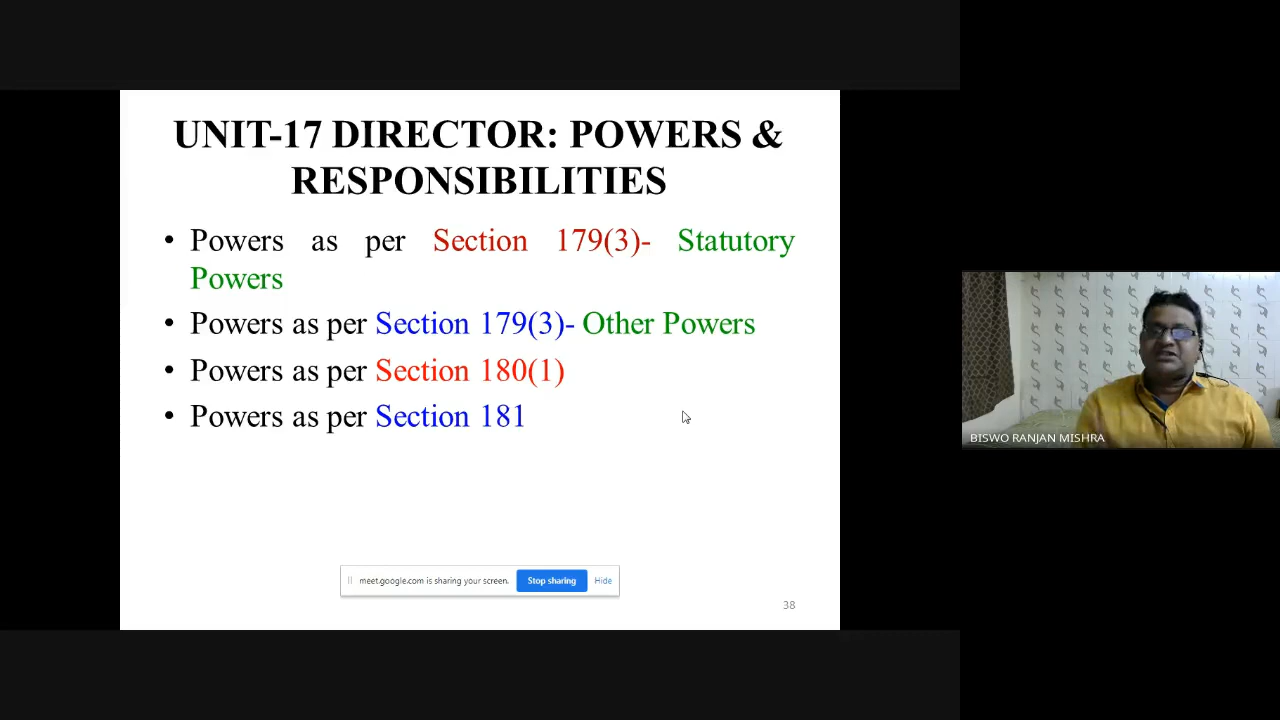 UNIT-17 DIRECTOR: POWERS &
RESPONSIBILITIES
• Powers as per Section 179(3)- Statutory
Powers
• Powers as per Section 179(3)- Other Powers
• Powers as per Section 180(1)
• Powers as per Section 181
BISWO RANJAN MISHRA
meet.google.com is sharing your screen. Stop sharing Hide
38